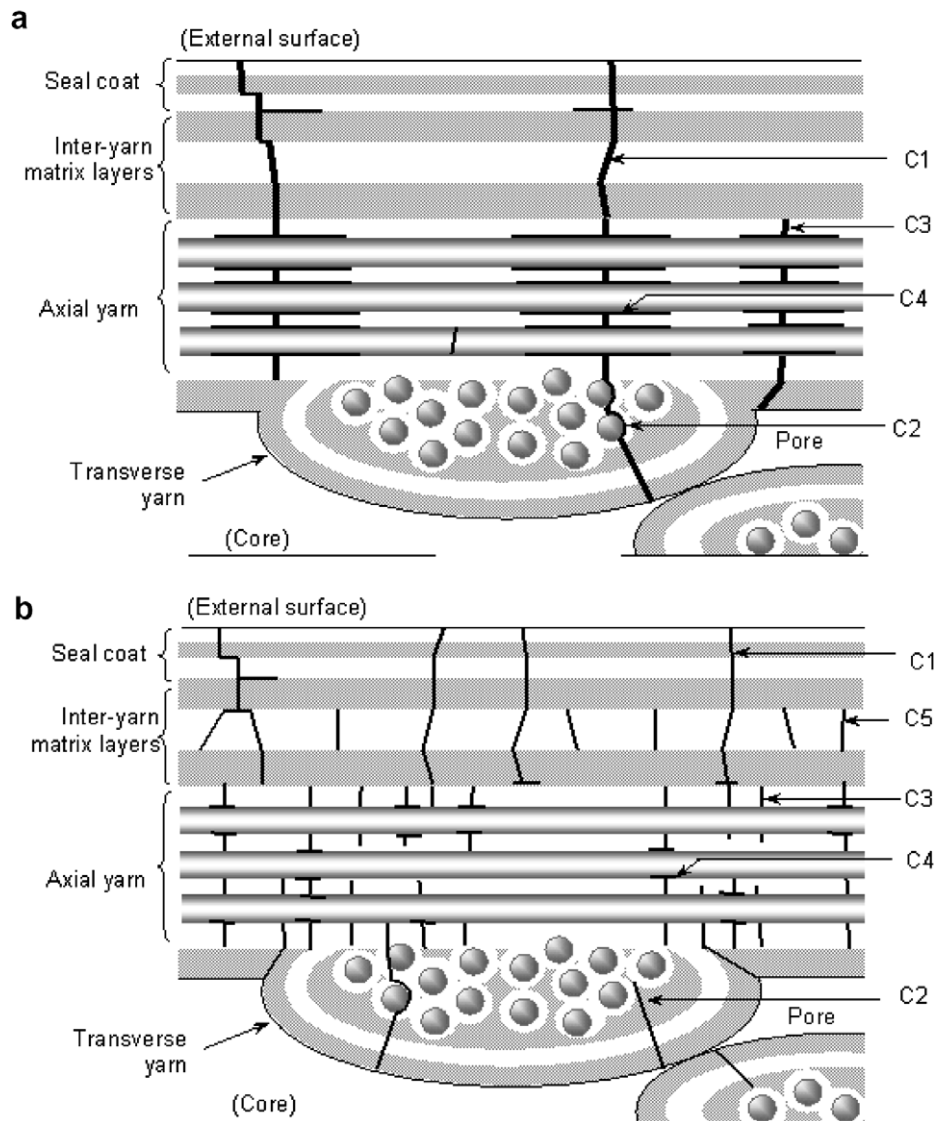 a
(External surface)
Seal coat
Inter-yarn
matrix layers
C1
C3
Axial yarn
C4
C2
Pore
Transverse
yarn
(Core)
b
(External surface)
Seal coat
C1
Inter-yarn
matrix layers
C5
C3
Axial yarn
C4
C2
Pore
Transverse
yarn
(Core)